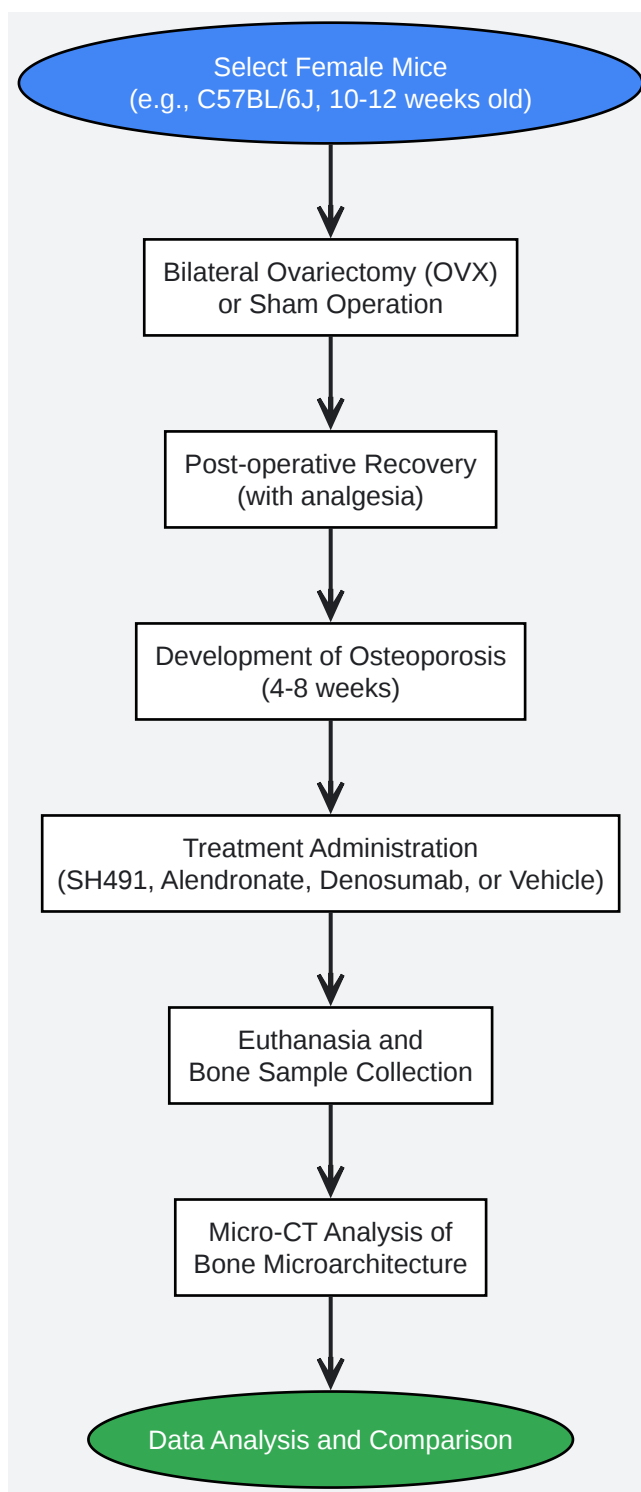 Select Female Mice
(e.g., C57BL/6J, 10-12 weeks old)
Bilateral Ovariectomy (OVX)
or Sham Operation
Post-operative Recovery
(with analgesia)
Development of Osteoporosis
(4-8 weeks)
Treatment Administration
(SH491, Alendronate, Denosumab, or Vehicle)
Euthanasia and
Bone Sample Collection
Micro-CT Analysis of
Bone Microarchitecture
Data Analysis and Comparison